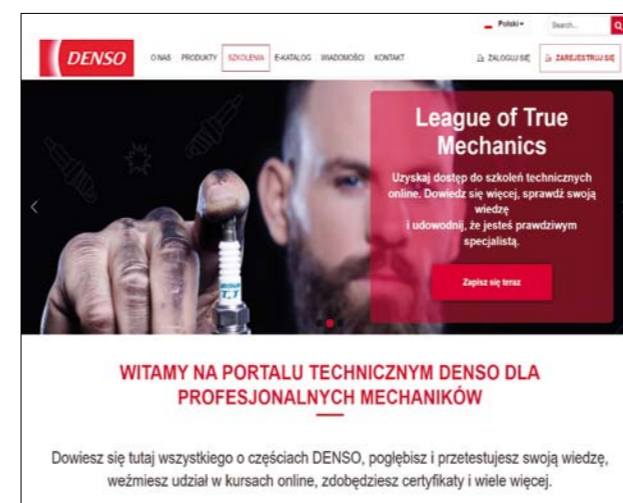 Polski
Search...
DENSO
O NAS PRODUKTY SZKOLENIA E-KATALOG WIADOMOŚCI KONTAKT
ZALOGUJ SIĘ ZAREJESTRUJ SIĘ
League of True
Mechanics
Uzyskaj dostęp do szkoleń technicznych
online. Dowiedz się więcej, sprawdź swoją
wiedzę
i udowodnij, że jesteś prawdziwym
specjalistą.
Zapisz się teraz
WITAMY NA PORTALU TECHNICZNYM DENSO DLA
PROFESJONALNYCH MECHANIKÓW
Dowiesz się tutaj wszystkiego o częściach DENSO, pogłębisz i przetestujesz swoją wiedzę,
weźmiesz udział w kursach online, zdobędziesz certyfikaty i wiele więcej.